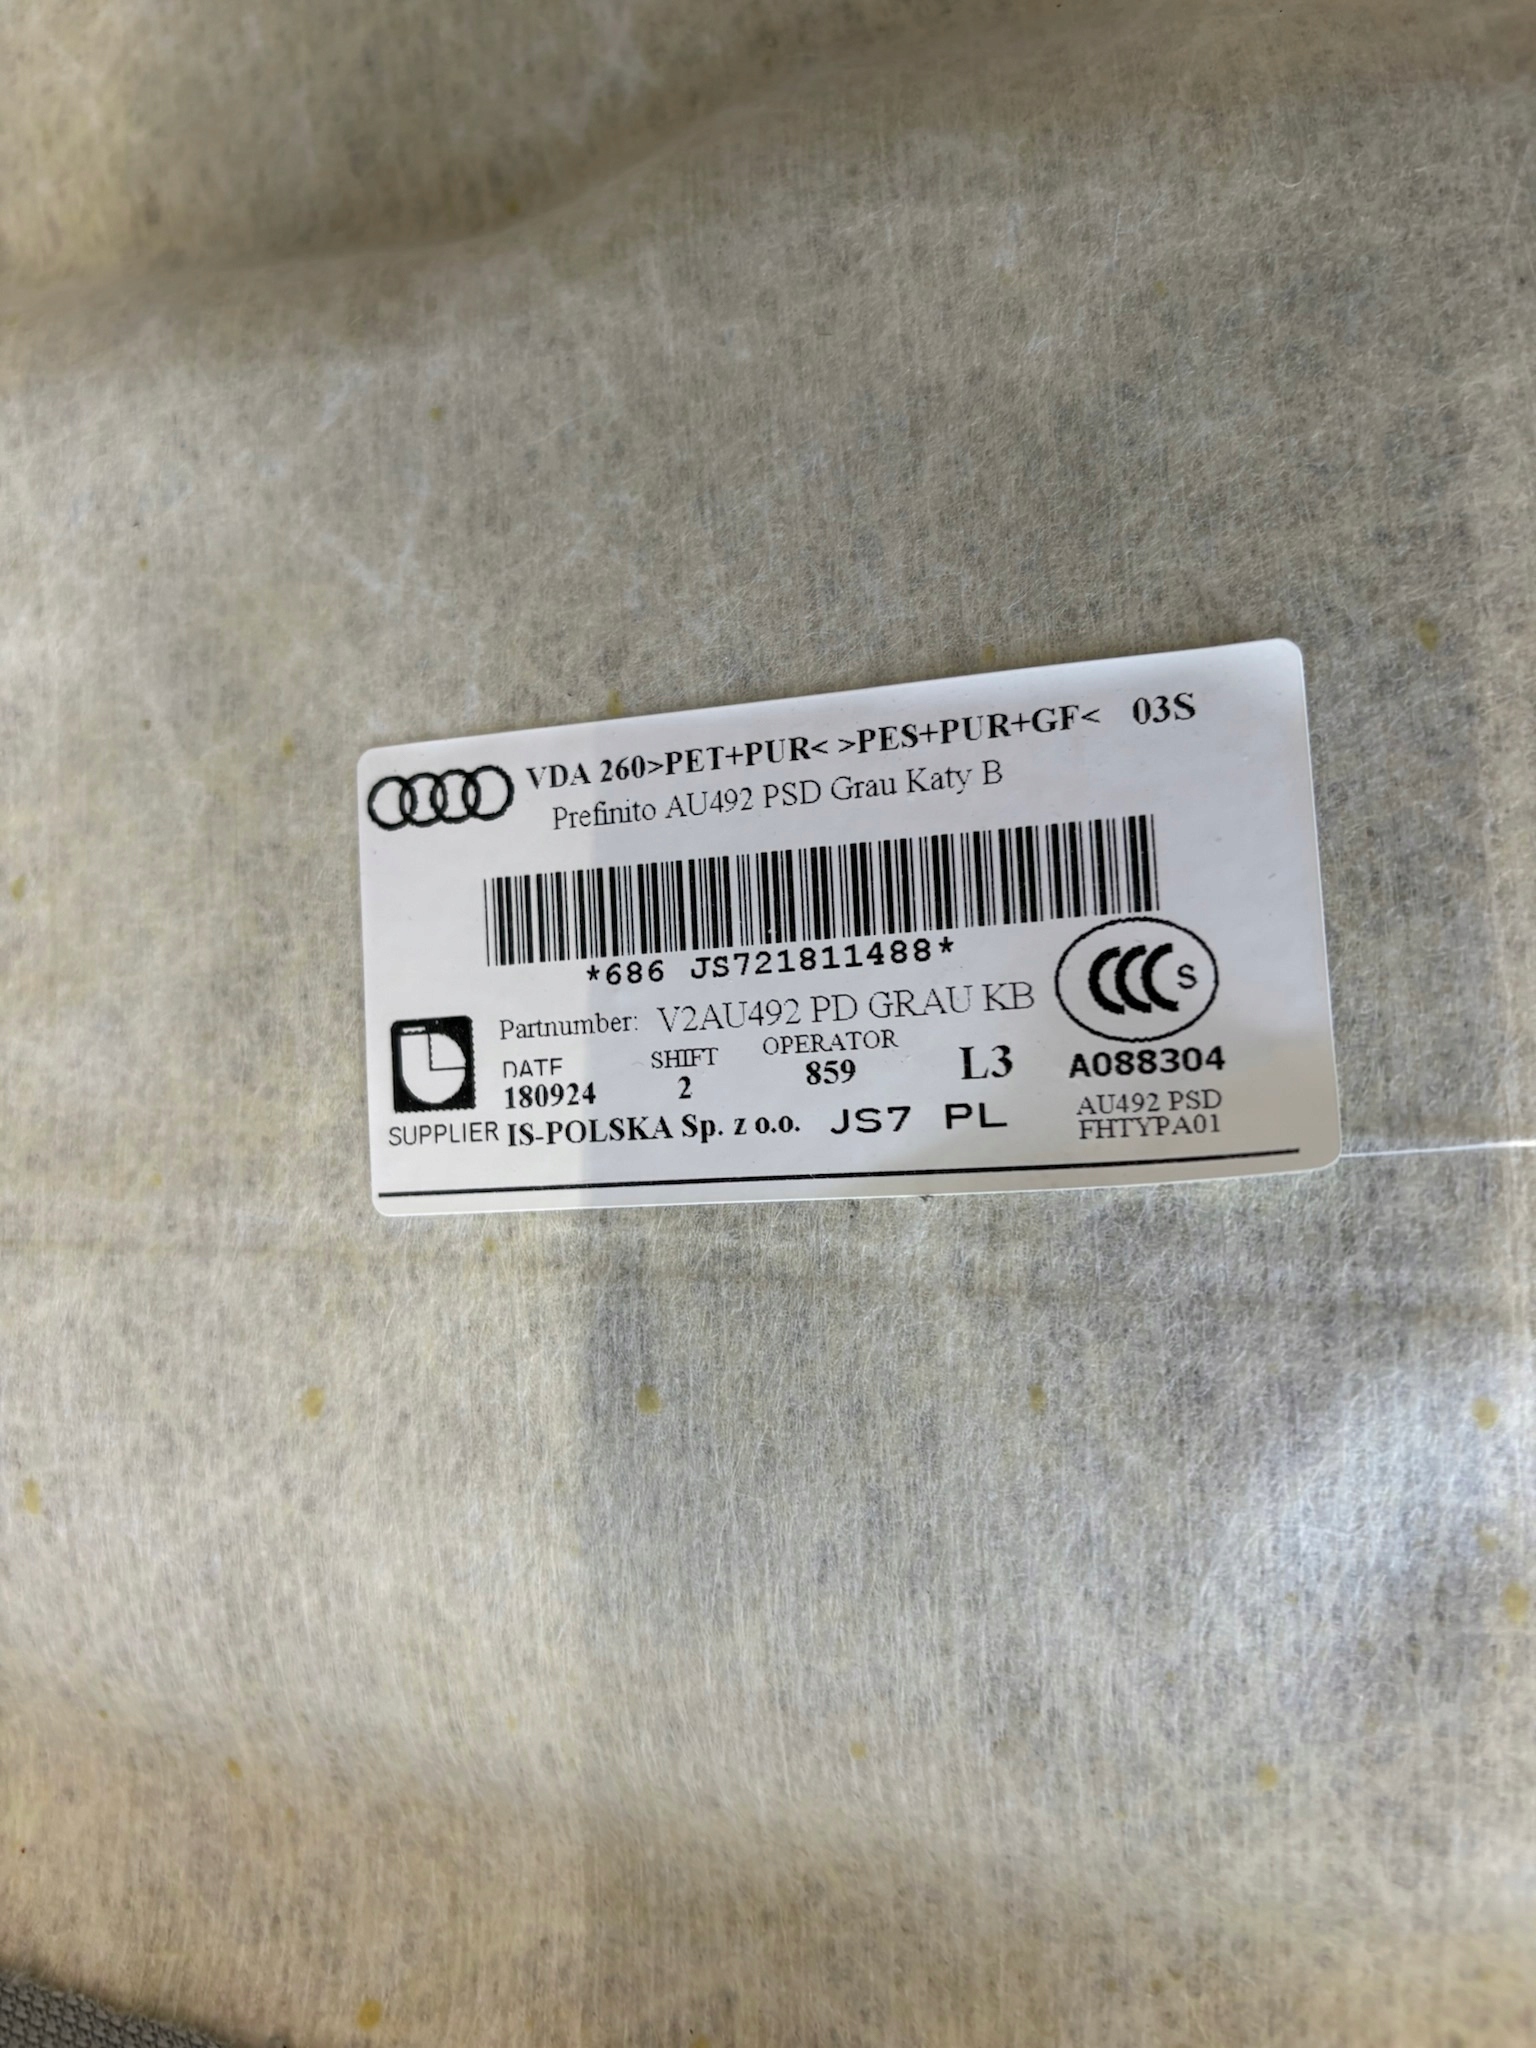 VDA 260>PET+PUR< >PES+PUR+GF< 03S
Prefinito AU492 PSD Grau Katy B
*686 JS721811488*
CCC S
Partnumber: V2AU492 PD GRAU KB
DATE SHIFT OPERATOR
180924 2 859 L3 A088304
SUPPLIER IS-POLSKA Sp. z o.o. JS7 PL
AU492 PSD
FHTYPA01